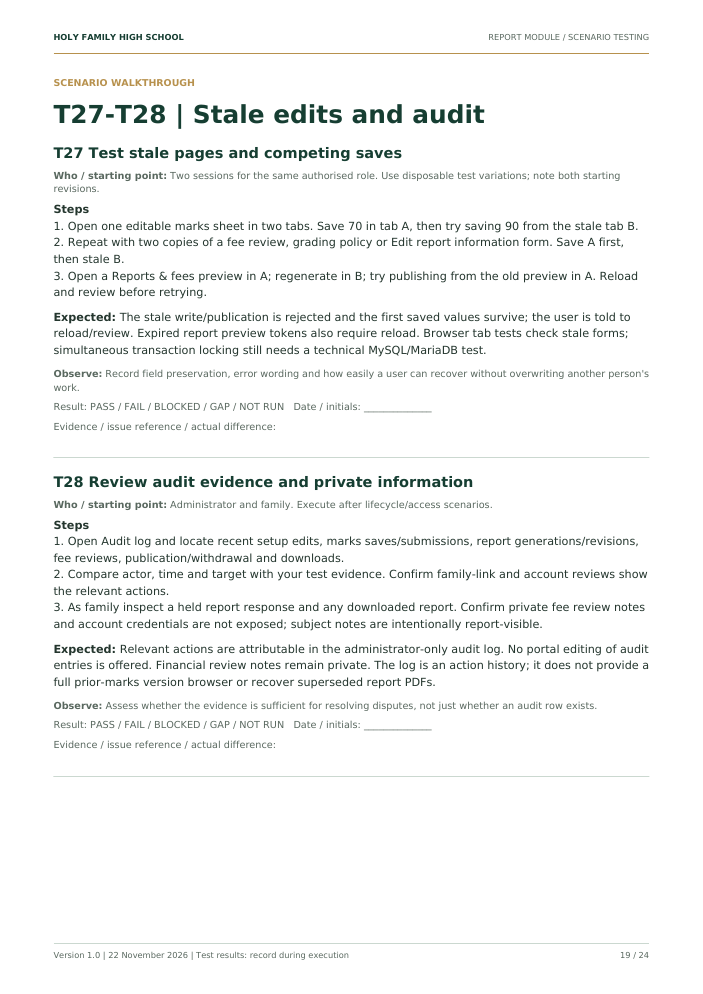 HOLY FAMILY HIGH SCHOOL
REPORT MODULE / SCENARIO TESTING
SCENARIO WALKTHROUGH
T27-T28 | Stale edits and audit
T27 Test stale pages and competing saves
Who / starting point: Two sessions for the same authorised role. Use disposable test variations; note both starting
revisions.
Steps
1. Open one editable marks sheet in two tabs. Save 70 in tab A, then try saving 90 from the stale tab B.
2. Repeat with two copies of a fee review, grading policy or Edit report information form. Save A first,
then stale B.
3. Open a Reports & fees preview in A; regenerate in B; try publishing from the old preview in A. Reload
and review before retrying.
Expected: The stale write/publication is rejected and the first saved values survive; the user is told to
reload/review. Expired report preview tokens also require reload. Browser tab tests check stale forms;
simultaneous transaction locking still needs a technical MySQL/MariaDB test.
Observe: Record field preservation, error wording and how easily a user can recover without overwriting another person's
work.
Result: PASS / FAIL / BLOCKED / GAP / NOT RUN   Date / initials: ______________
Evidence / issue reference / actual difference:
T28 Review audit evidence and private information
Who / starting point: Administrator and family. Execute after lifecycle/access scenarios.
Steps
1. Open Audit log and locate recent setup edits, marks saves/submissions, report generations/revisions,
fee reviews, publication/withdrawal and downloads.
2. Compare actor, time and target with your test evidence. Confirm family-link and account reviews show
the relevant actions.
3. As family inspect a held report response and any downloaded report. Confirm private fee review notes
and account credentials are not exposed; subject notes are intentionally report-visible.
Expected: Relevant actions are attributable in the administrator-only audit log. No portal editing of audit
entries is offered. Financial review notes remain private. The log is an action history; it does not provide a
full prior-marks version browser or recover superseded report PDFs.
Observe: Assess whether the evidence is sufficient for resolving disputes, not just whether an audit row exists.
Result: PASS / FAIL / BLOCKED / GAP / NOT RUN   Date / initials: ______________
Evidence / issue reference / actual difference:
Version 1.0 | 22 November 2026 | Test results: record during execution
19 / 24